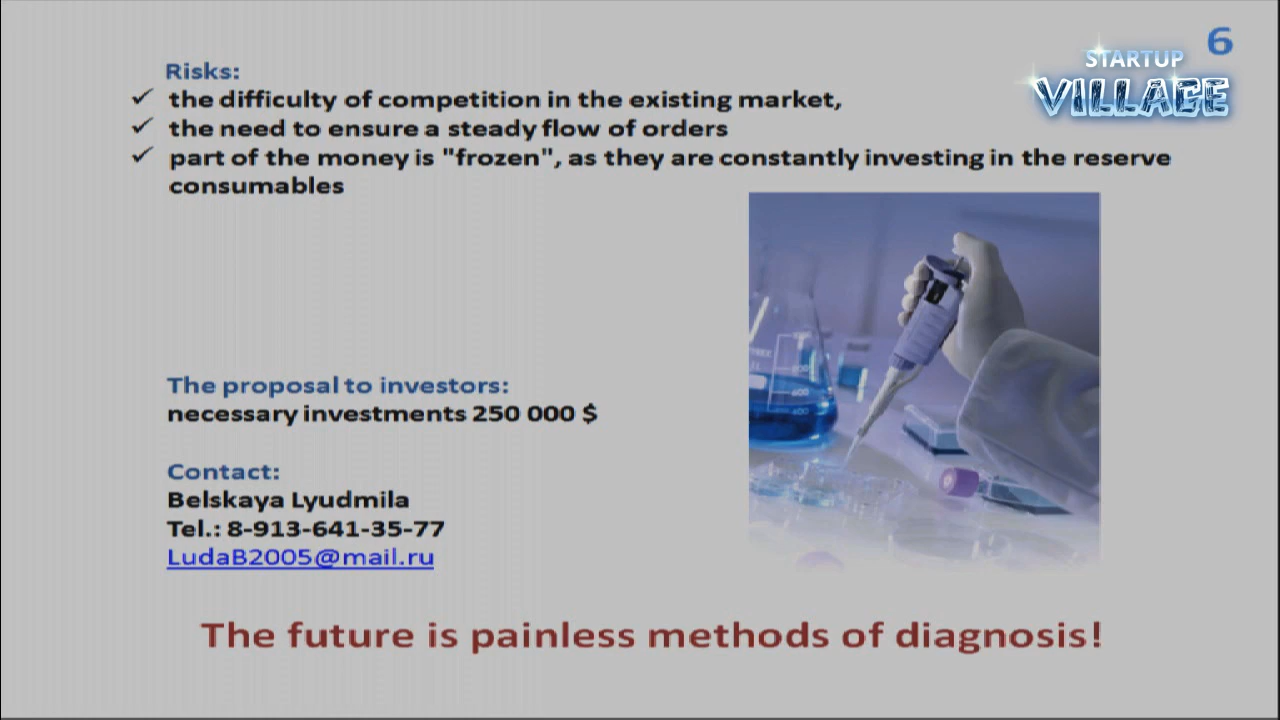 6
STARTUP
VILLAGE
Risks:
✓ the difficulty of competition in the existing market,
✓ the need to ensure a steady flow of orders
✓ part of the money is "frozen", as they are constantly investing in the reserve
consumables
The proposal to investors:
necessary investments 250 000 $
Contact:
Belskaya Lyudmila
Tel.: 8-913-641-35-77
LudaB2005@mail.ru
The future is painless methods of diagnosis!